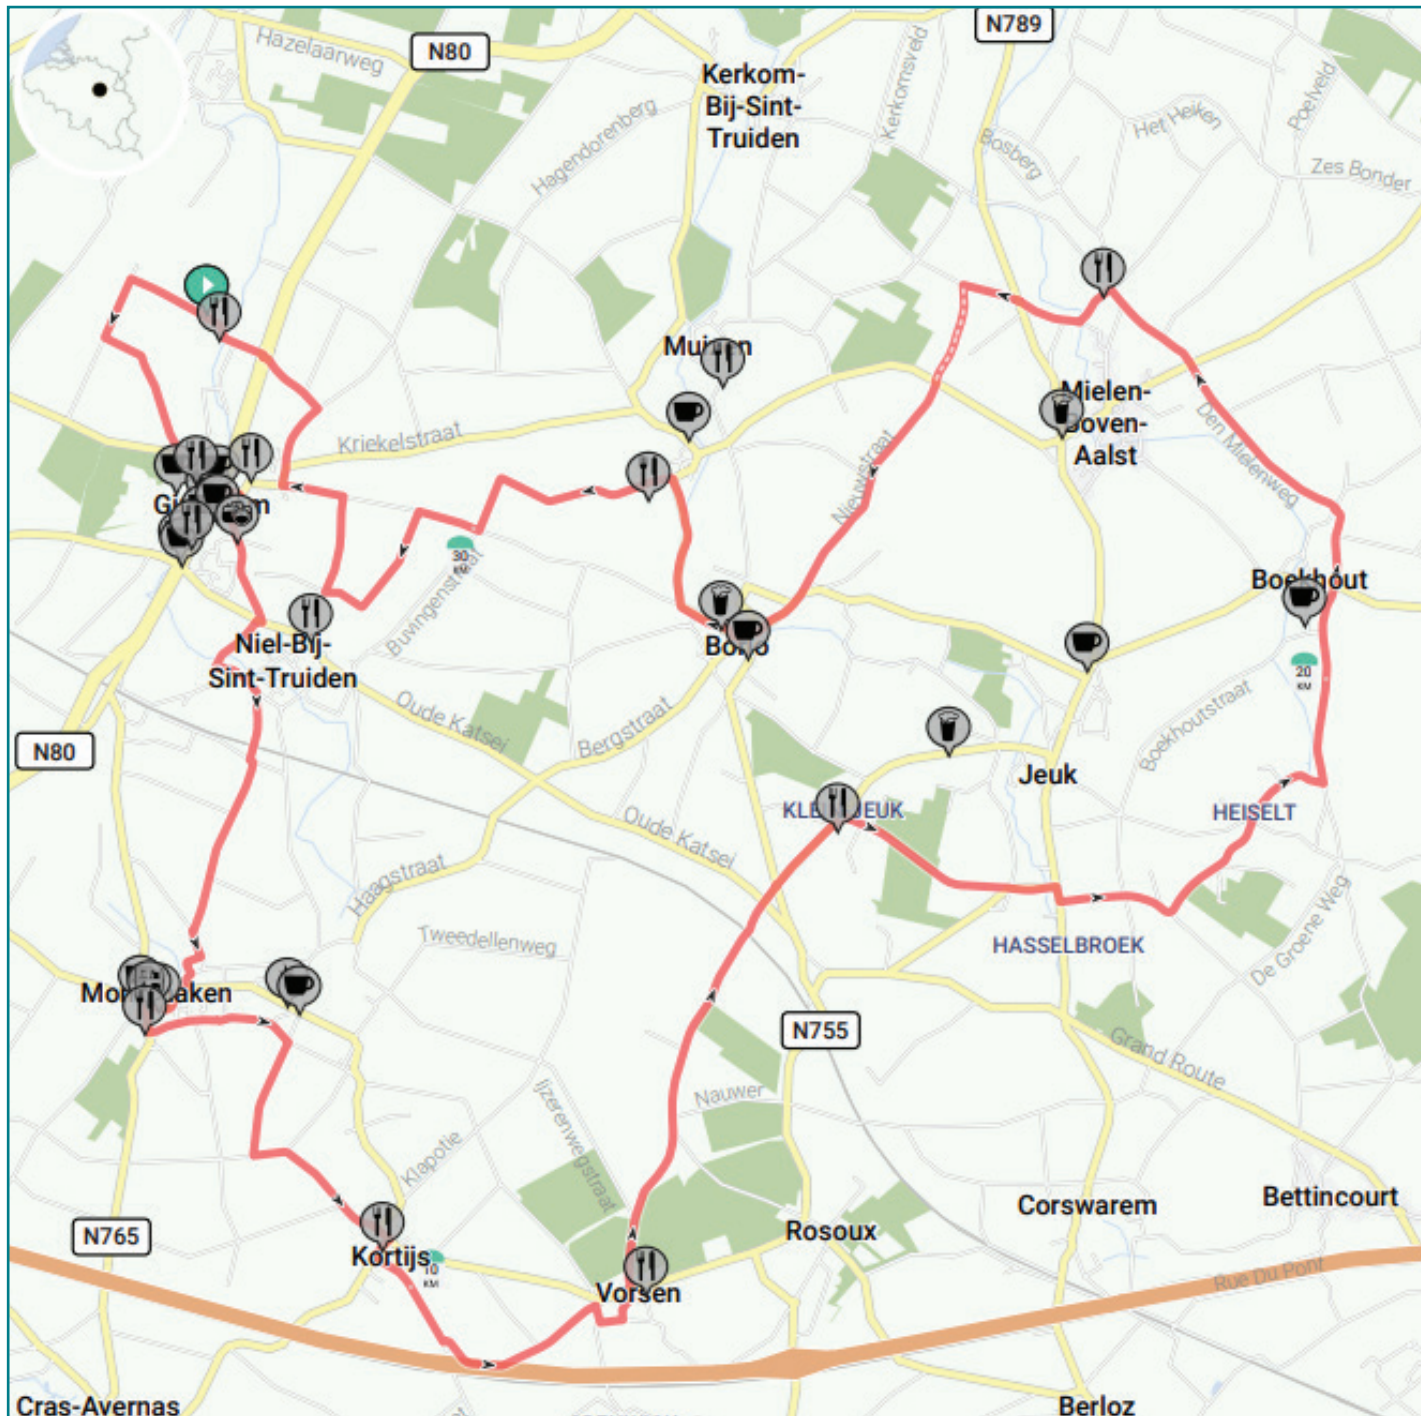 N789
Hazelaarweg
N80
Kerkom-
Bij-Sint-
Truiden
Kerkomsveld
Poelveld
Het Heiken
Bosberg
Hagendorenberg
Zes Bonder
Mielen-
Boven-
Aalst
Kriekelstraat
Den Mielenweg
Nieuwstraat
30
KM
Buvingenstraat
Boekhout
Niel-Bij-
Sint-Truiden
20
KM
Oude Katsei
Bergstraat
Boekhoutstraat
N80
Jeuk
HEISELT
Oude Katsei
Haagstraat
Tweedellenweg
HASSELBROEK
De Groene Weg
N755
Grand Route
Nauwer
Ijzerenwegstraat
Klapotie
Corswarem
Bettincourt
N765
Rosoux
Kortijs
10
KM
Vorsen
Rue Du Pont
Cras-Avernas
Berloz